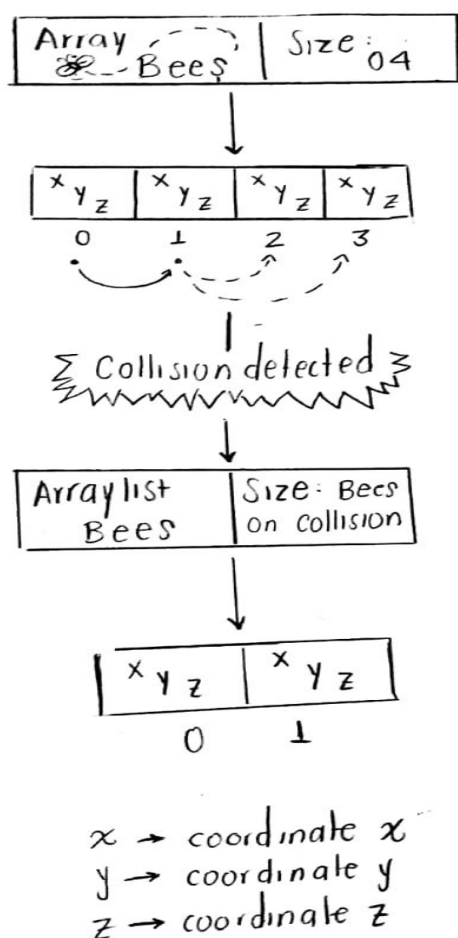 Array Size:
Bees 04
x y z x y z x y z x y z
0 1 2 3
Collision detected
Arraylist Size: Bees
Bees on collision
x y z x y z
0 1
x → coordinate x
y → coordinate y
z → coordinate z